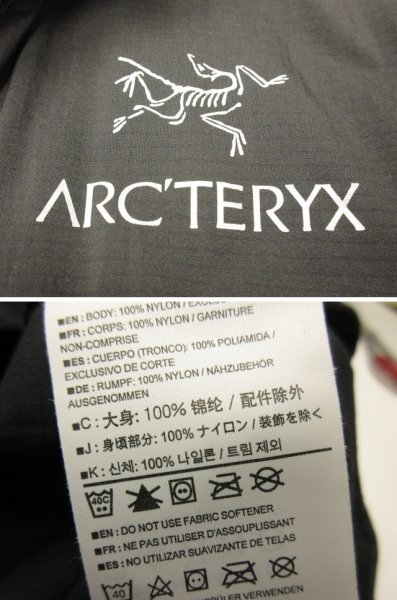 ARC'TERYX
■EN: BODY: 100% NYLON /
■FR: CORPS: 100% NYLON / GARNITURE
NON-COMPRISE
■ES: CUERPO (TRONCO): 100% POLIAMIDA /
EXCLUSIVO DE CORTE
■DE: RUMPF: 100% NYLON / NÄHZUBEHÖR
AUSGENOMMEN
■C: 大身: 100% 锦纶 / 配件除外
■J: 身頃部分: 100% ナイロン / 装飾を除く
■K: 신체: 100% 나일론 / 트림 제외
40C
■EN: DO NOT USE FABRIC SOFTENER
■FR: NE PAS UTILISER D'ASSOUPLISSANT
■ES: NO UTILIZAR SUAVIZANTE DE TELAS.
40